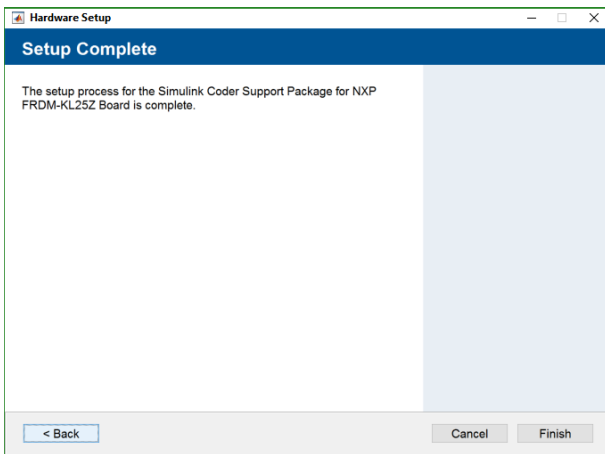 Hardware Setup
Setup Complete
The setup process for the Simulink Coder Support Package for NXP
FRDM-KL25Z Board is complete.
< Back
Cancel
Finish